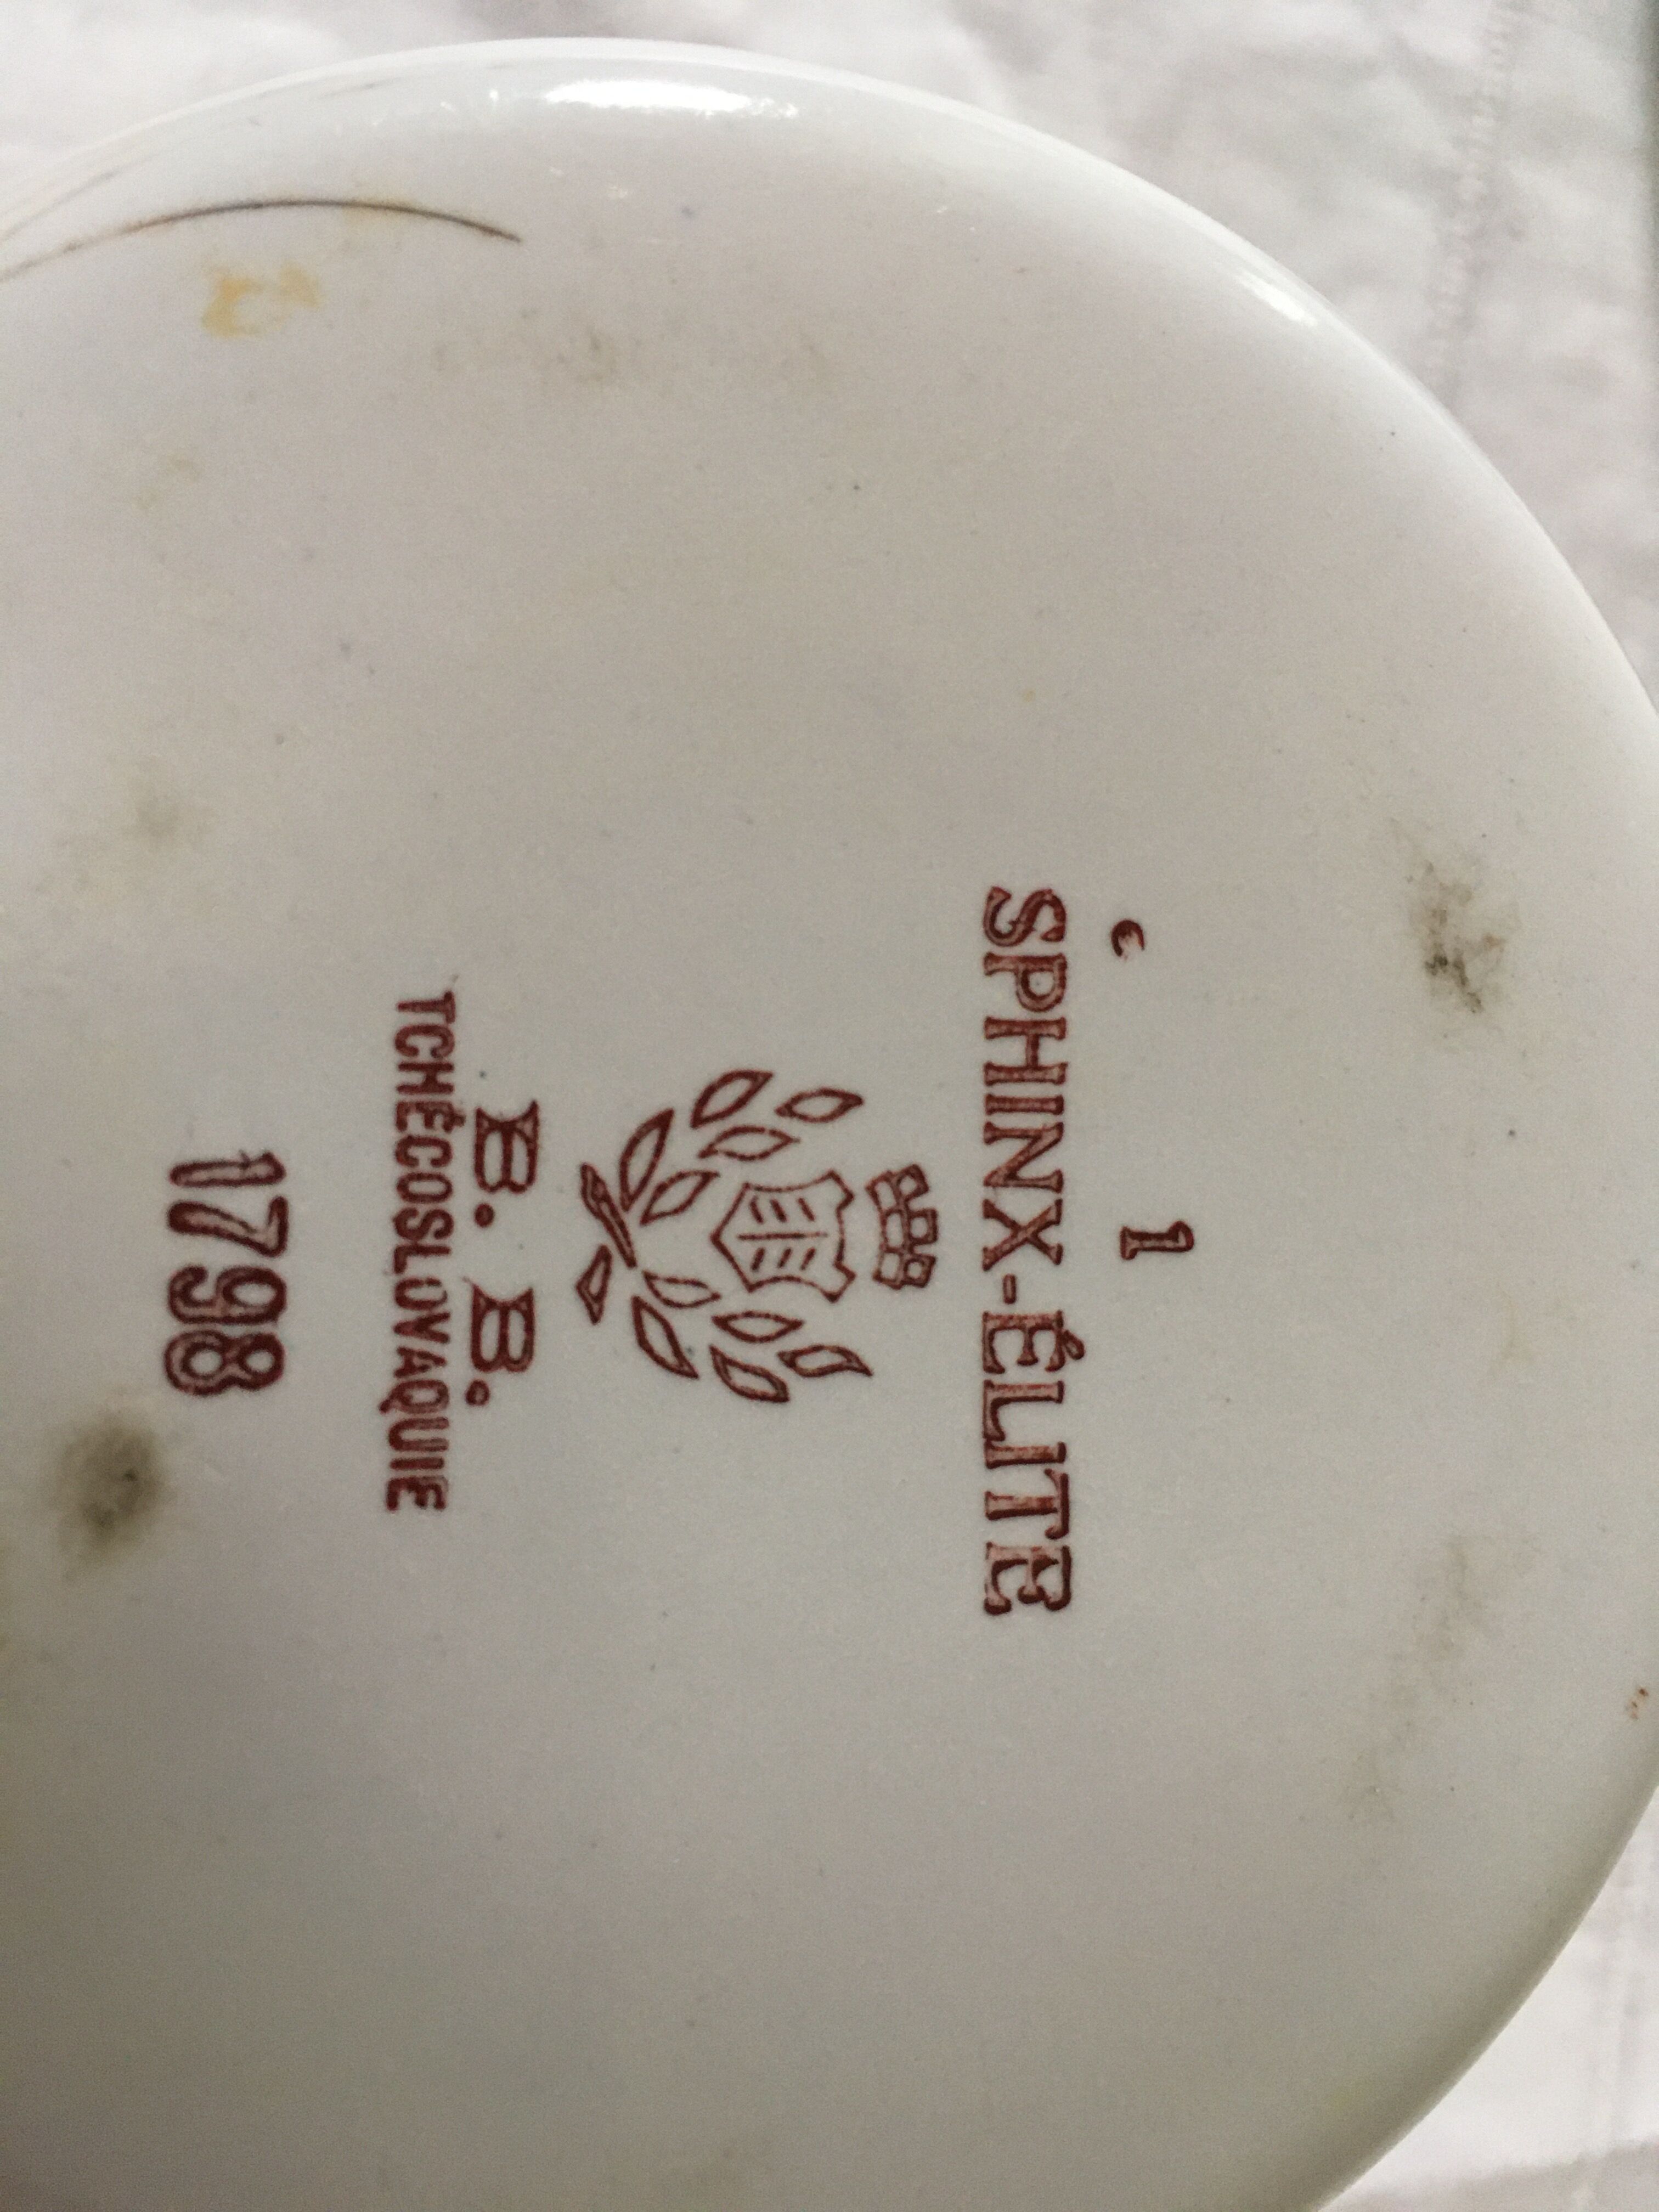 1
SPHINX-ÉLITE
B. B.
TCHÉCOSLOVAQUIE
1798